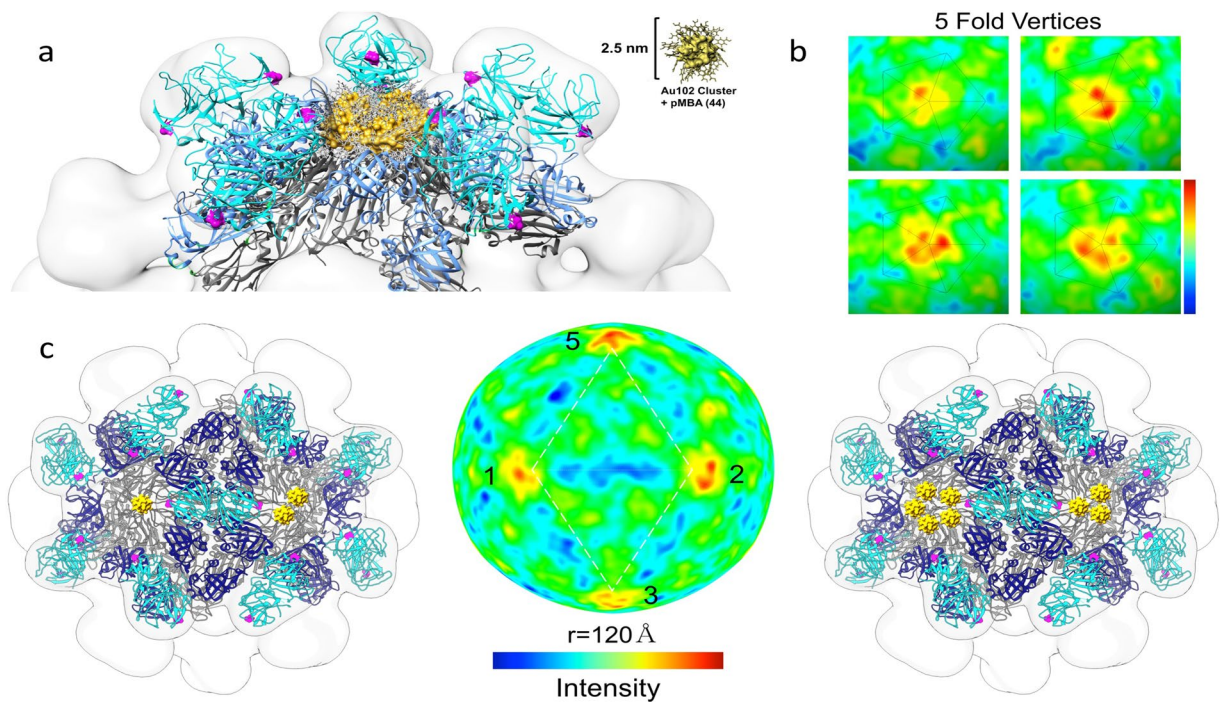 a
2.5 nm
Au102 Cluster
+ pMBA (44)
b
5 Fold Vertices
c
5
1
2
3
r=120 Å
Intensity